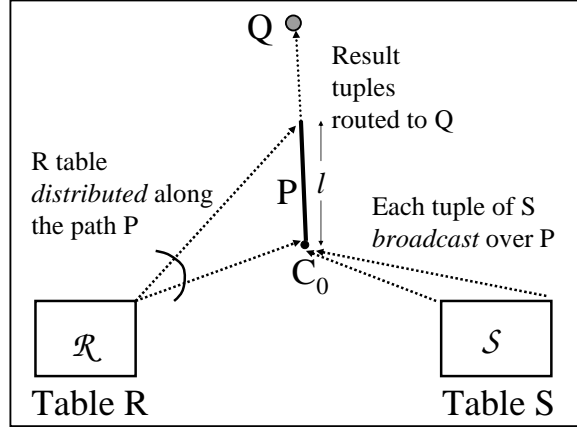 Q
Result
tuples
routed to Q
R table
distributed along
the path P
P
l
Each tuple of S
broadcast over P
C₀
ℛ
𝒮
Table R
Table S